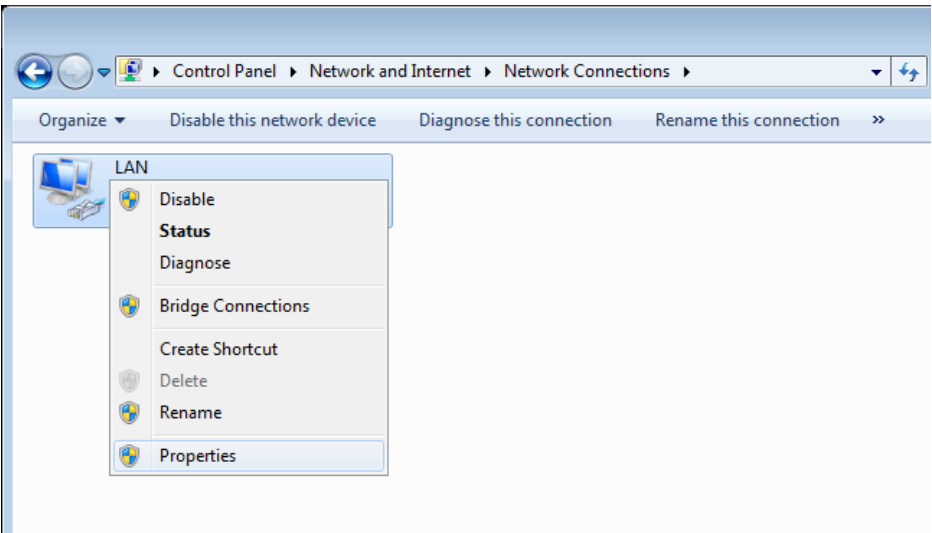 Control Panel Network and Internet Network Connections
Organize Disable this network device Diagnose this connection Rename this connection »
LAN
Disable
Status
Diagnose
Bridge Connections
Create Shortcut
Delete
Rename
Properties